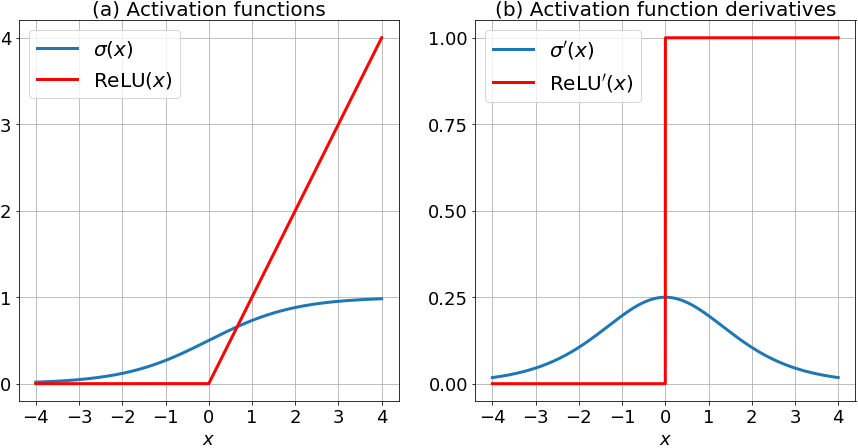 (a) Activation functions
σ(x)
ReLU(x)
4
3
2
1
0
−4 −3 −2 −1 0 1 2 3 4
x
(b) Activation function derivatives
σ′(x)
ReLU′(x)
1.00
0.75
0.50
0.25
0.00
−4 −3 −2 −1 0 1 2 3 4
x